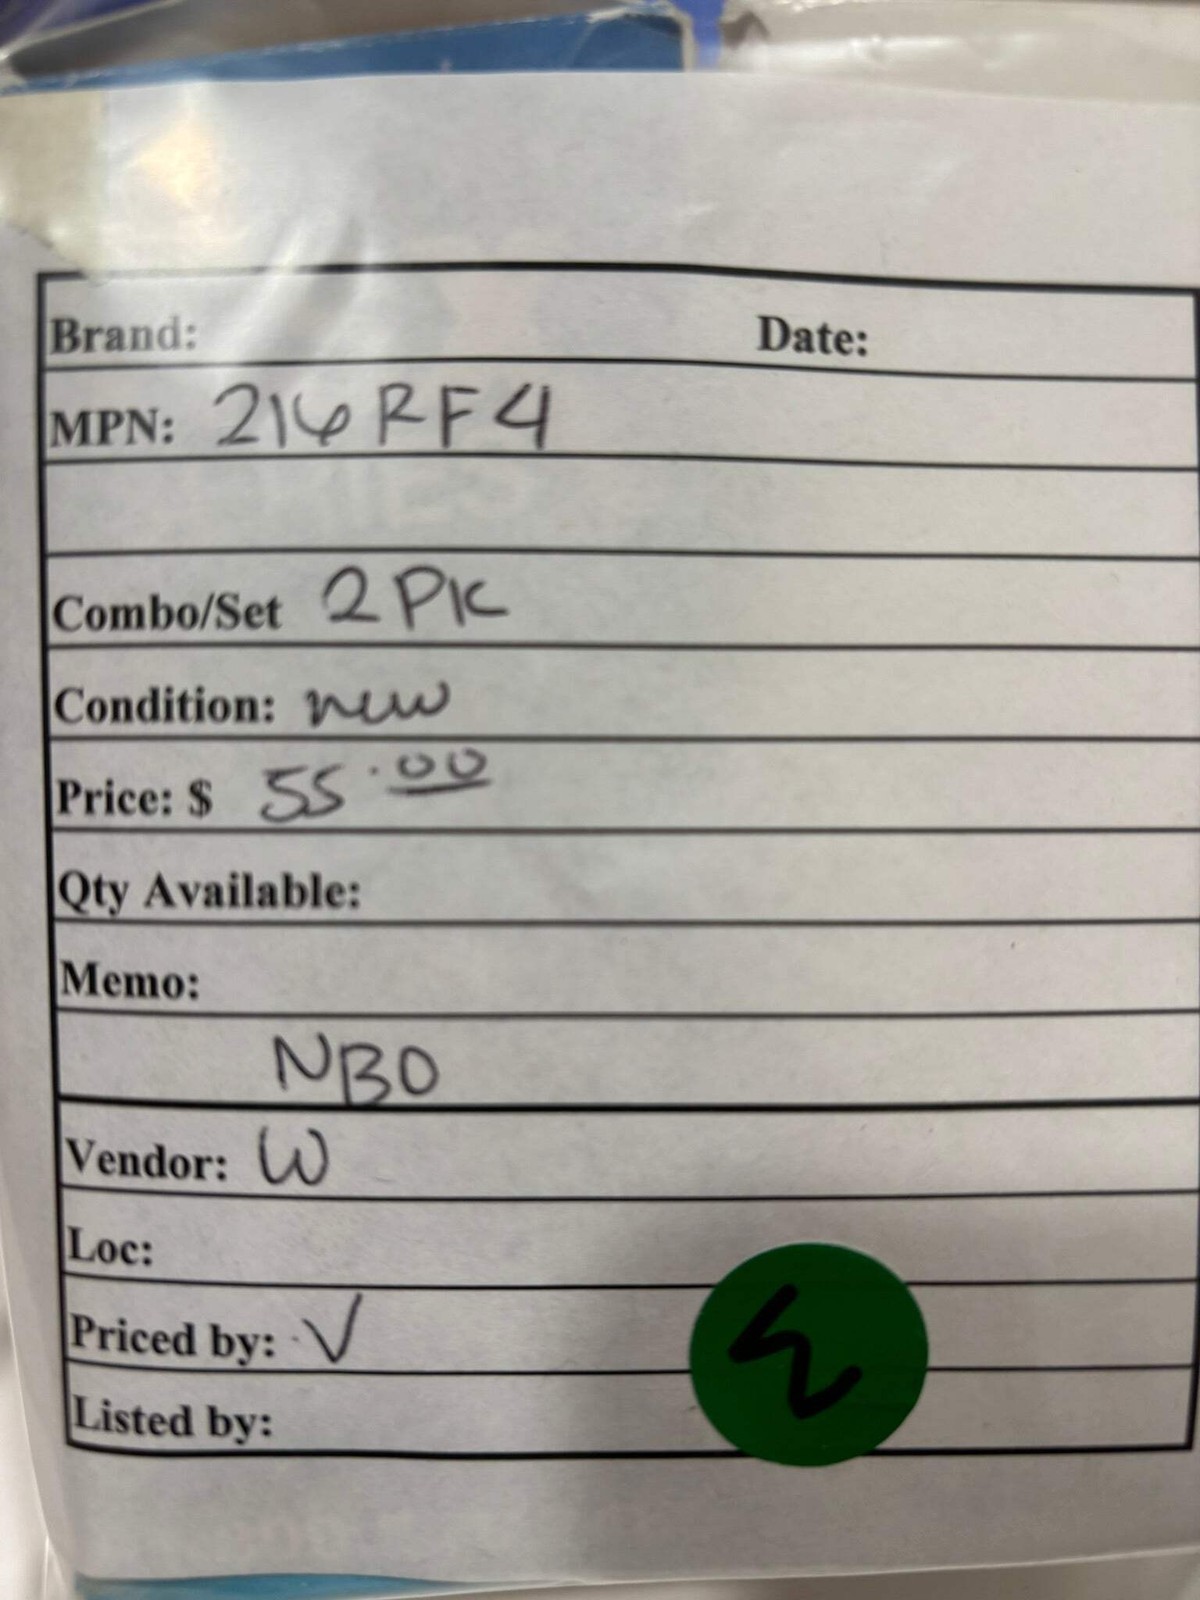 Brand: Date:
MPN: 216RF4
Combo/Set 2PK
Condition: new
Price: $ 55.00
Qty Available:
Memo:
NBO
Vendor: W
Loc:
Priced by: V
Listed by: